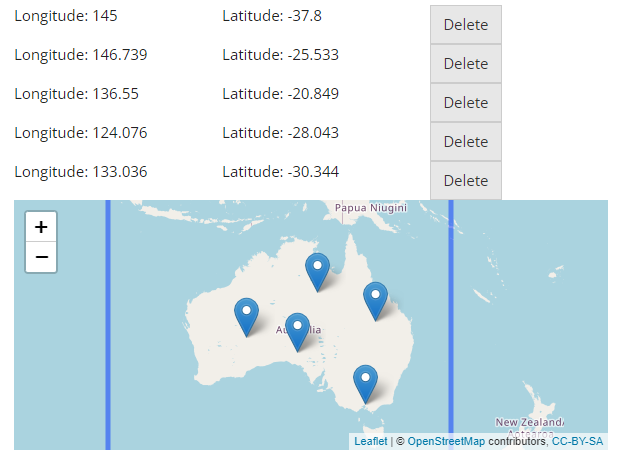 Longitude: 145 Latitude: -37.8 Delete
Longitude: 146.739 Latitude: -25.533 Delete
Longitude: 136.55 Latitude: -20.849 Delete
Longitude: 124.076 Latitude: -28.043 Delete
Longitude: 133.036 Latitude: -30.344 Delete
Papua Niugini
+
−
New Zealand/
Aotearoa
Leaflet | © OpenStreetMap contributors, CC-BY-SA